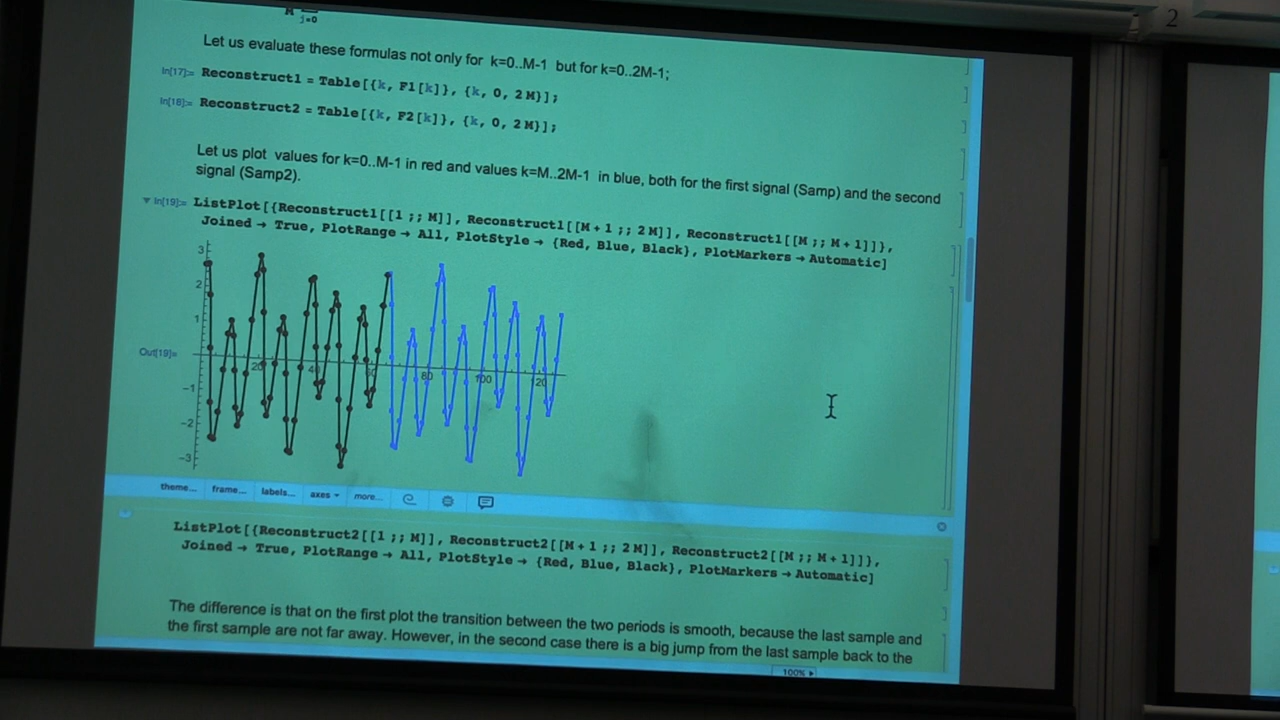 2
M j=0
Let us evaluate these formulas not only for k=0..M-1 but for k=0..2M-1;
In[17]:= Reconstruct1 = Table[{k, F1[k]}, {k, 0, 2 M}];
In[18]:= Reconstruct2 = Table[{k, F2[k]}, {k, 0, 2 M}];
Let us plot values for k=0..M-1 in red and values k=M..2M-1 in blue, both for the first signal (Samp) and the second
signal (Samp2).
In[19]:= ListPlot[{Reconstruct1[[1 ;; M]], Reconstruct1[[M + 1 ;; 2 M]], Reconstruct1[[M ;; M + 1]]},
Joined → True, PlotRange → All, PlotStyle → {Red, Blue, Black}, PlotMarkers → Automatic]
3
2
1
Out[19]=
20 40 60 80 100 120
-1
-2
-3
theme... frame... labels... axes more...
ListPlot[{Reconstruct2[[1 ;; M]], Reconstruct2[[M + 1 ;; 2 M]], Reconstruct2[[M ;; M + 1]]},
Joined → True, PlotRange → All, PlotStyle → {Red, Blue, Black}, PlotMarkers → Automatic]
The difference is that on the first plot the transition between the two periods is smooth, because the last sample and
the first sample are not far away. However, in the second case there is a big jump from the last sample back to the
100%